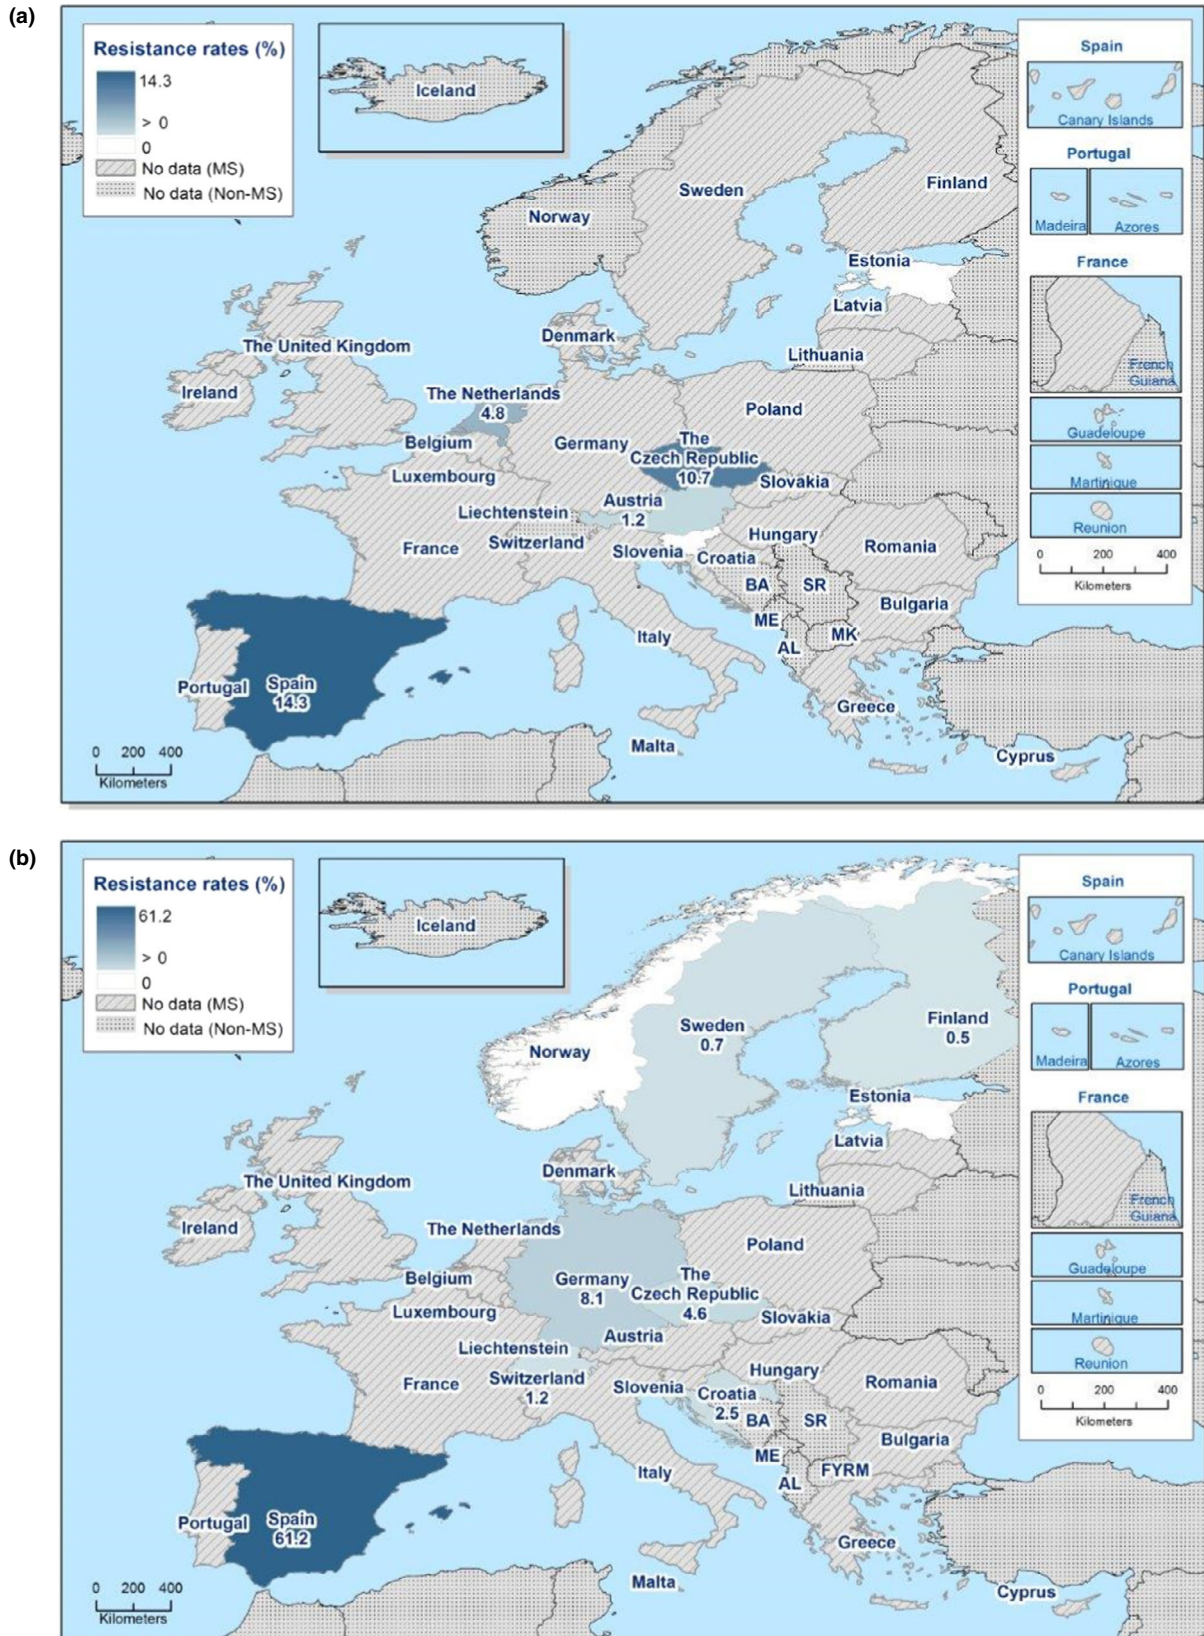 (a)
Resistance rates (%)
14.3
> 0
0
No data (MS)
No data (Non-MS)
Iceland
Spain
Canary Islands
Portugal
Madeira
Azores
France
French
Guiana
Guadeloupe
Martinique
Reunion
0 200 400
Kilometers
Norway
Sweden
Finland
Estonia
Latvia
Lithuania
Denmark
The United Kingdom
Ireland
The Netherlands
4.8
Belgium
Luxembourg
Germany
Poland
The
Czech Republic
10.7
Slovakia
Austria
1.2
Liechtenstein
Switzerland
France
Slovenia
Croatia
Hungary
Romania
BA
SR
Bulgaria
ME
MK
AL
Italy
Portugal
Spain
14.3
Greece
Malta
Cyprus
0 200 400
Kilometers
(b)
Resistance rates (%)
61.2
> 0
0
No data (MS)
No data (Non-MS)
Iceland
Spain
Canary Islands
Portugal
Madeira
Azores
France
French
Guiana
Guadeloupe
Martinique
Reunion
0 200 400
Kilometers
Norway
Sweden
0.7
Finland
0.5
Estonia
Latvia
Lithuania
Denmark
The United Kingdom
Ireland
The Netherlands
Belgium
Luxembourg
Germany
8.1
Poland
The
Czech Republic
4.6
Slovakia
Austria
Liechtenstein
Switzerland
1.2
France
Slovenia
Croatia
2.5
Hungary
Romania
BA
SR
Bulgaria
ME
FYRM
AL
Italy
Portugal
Spain
61.2
Greece
Malta
Cyprus
0 200 400
Kilometers